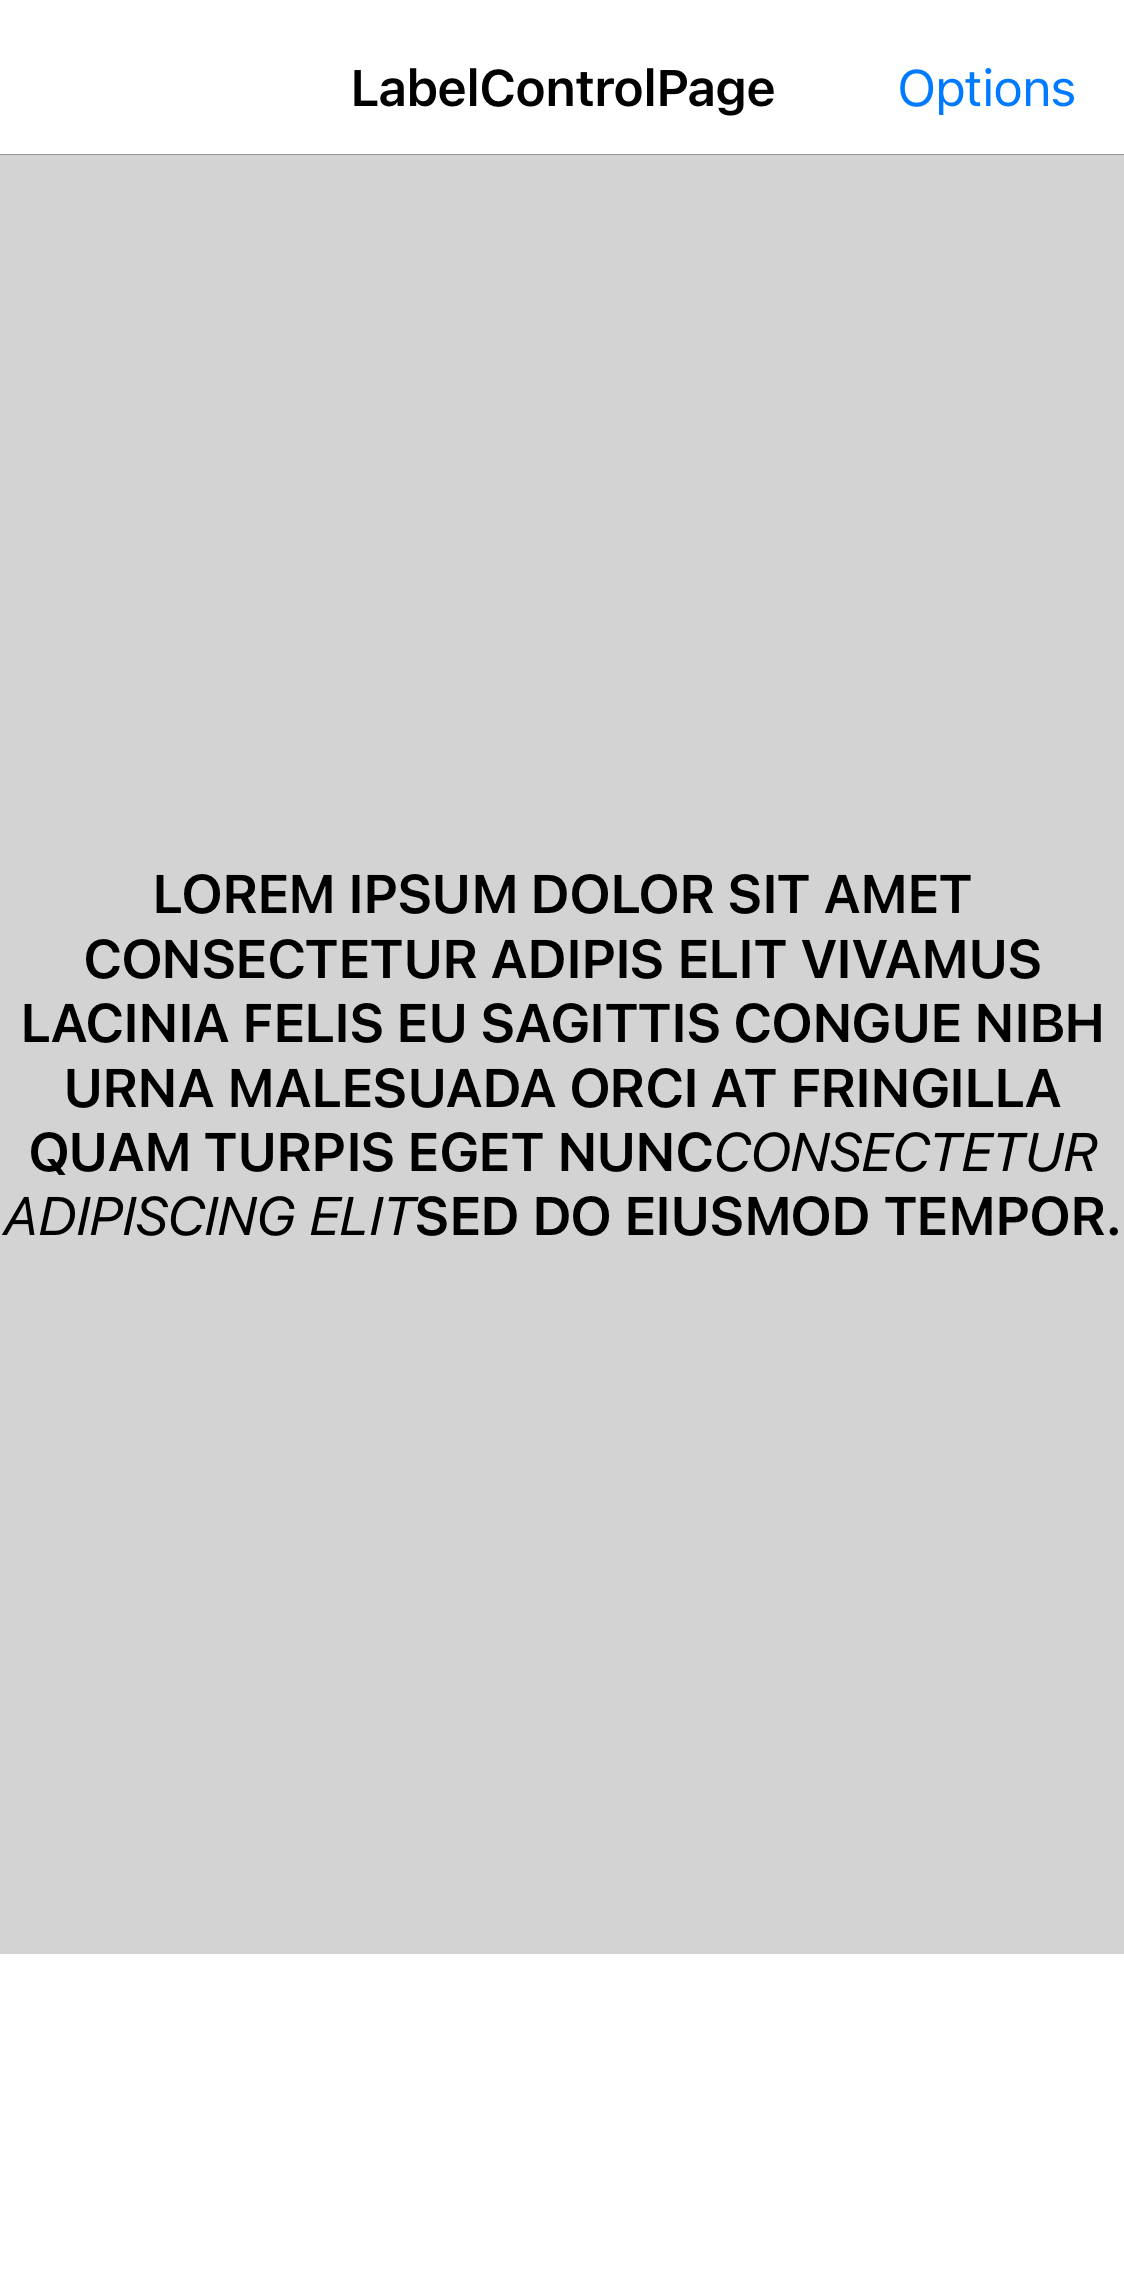 LabelControlPage
Options
LOREM IPSUM DOLOR SIT AMET
CONSECTETUR ADIPIS ELIT VIVAMUS
LACINIA FELIS EU SAGITTIS CONGUE NIBH
URNA MALESUADA ORCI AT FRINGILLA
QUAM TURPIS EGET NUNCCONSECTETUR
ADIPISCING ELITSED DO EIUSMOD TEMPOR.